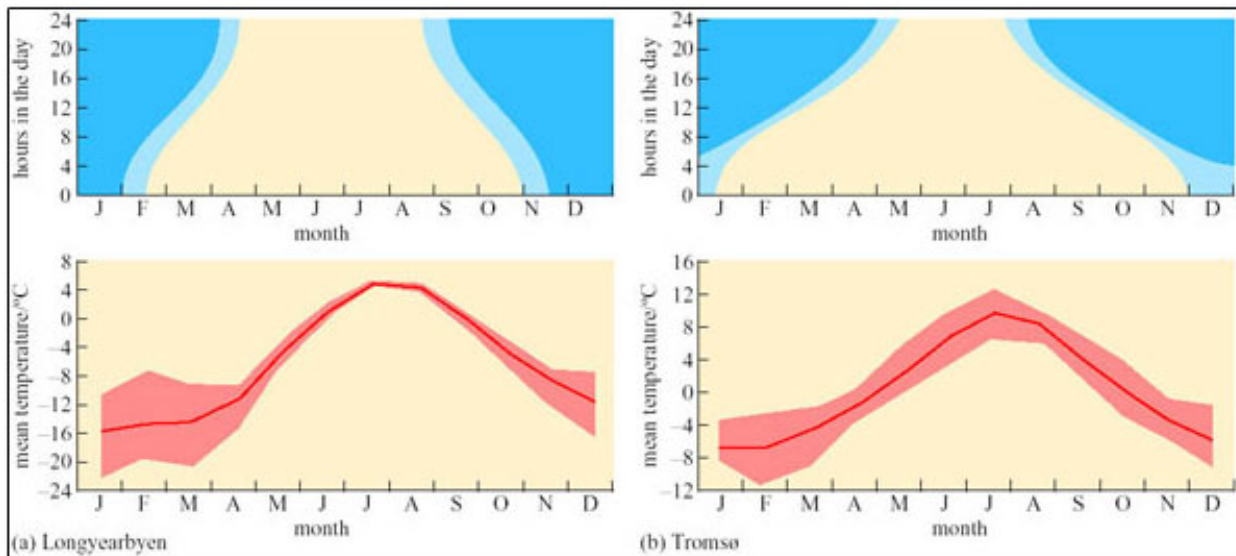 24
20
16
12
8
4
0
hours in the day
J F M A M J J A S O N D
month
24
20
16
12
8
4
0
hours in the day
J F M A M J J A S O N D
month
8
4
0
–4
–8
–12
–16
–20
–24
mean temperature/°C
J F M A M J J A S O N D
month
(a) Longyearbyen
16
12
8
4
0
–4
–8
–12
mean temperature/°C
J F M A M J J A S O N D
month
(b) Tromsø